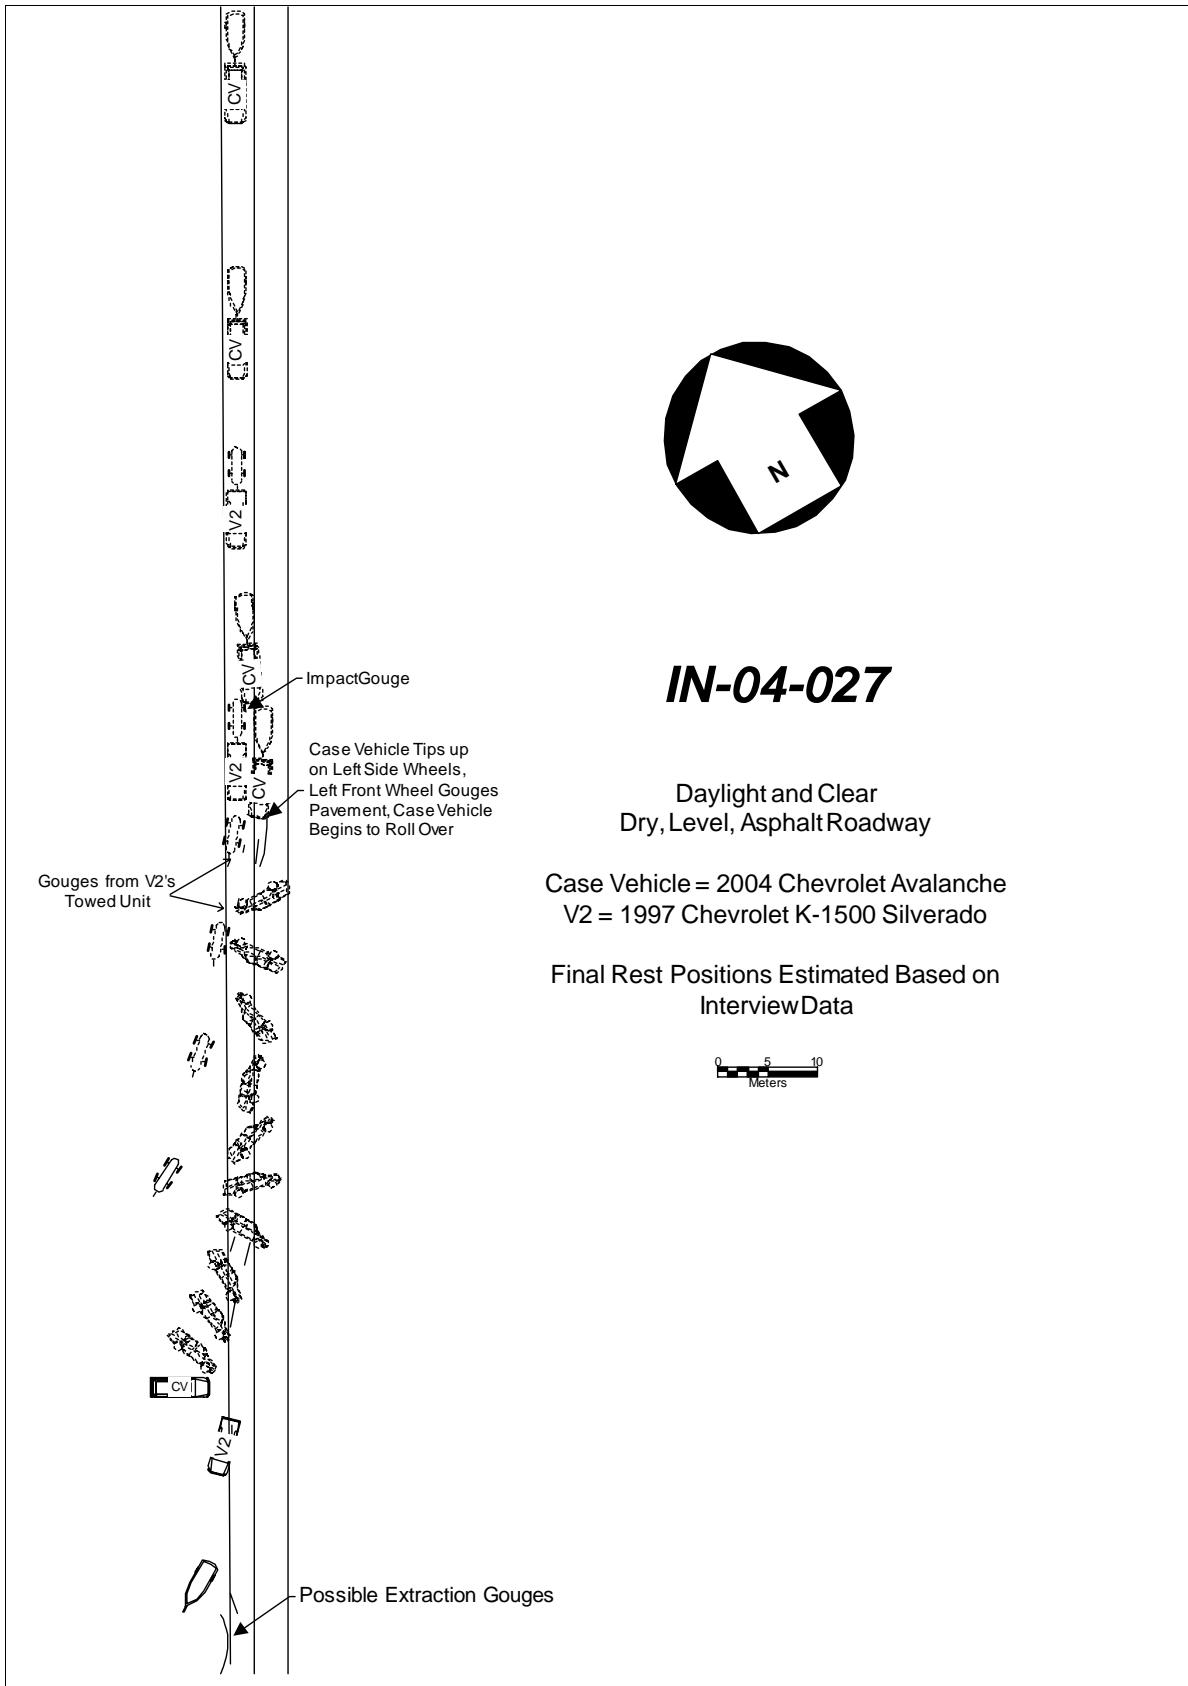 CV
CV
V2
CV
ImpactGouge
V2
CV
Case Vehicle Tips up
on Left Side Wheels,
Left Front Wheel Gouges
Pavement, Case Vehicle
Begins to Roll Over
Gouges from V2's
Towed Unit
CV
V2
Possible Extraction Gouges
N
IN-04-027
Daylight and Clear
Dry, Level, Asphalt Roadway
Case Vehicle = 2004 Chevrolet Avalanche
V2 = 1997 Chevrolet K-1500 Silverado
Final Rest Positions Estimated Based on
Interview Data
0 5 10
Meters